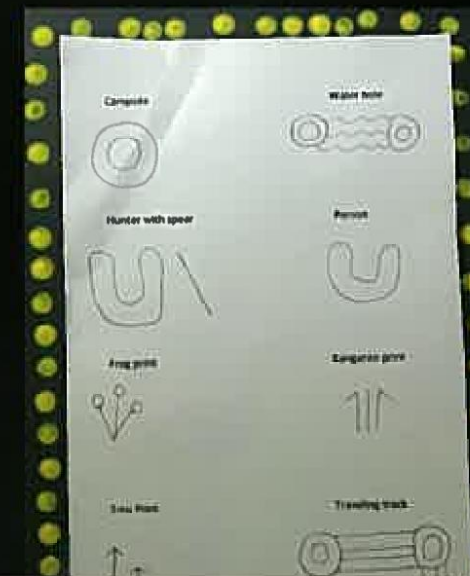 Campsite
Water hole
Hunter with spear
Person
Frog print
Kangaroo print
Travelling track